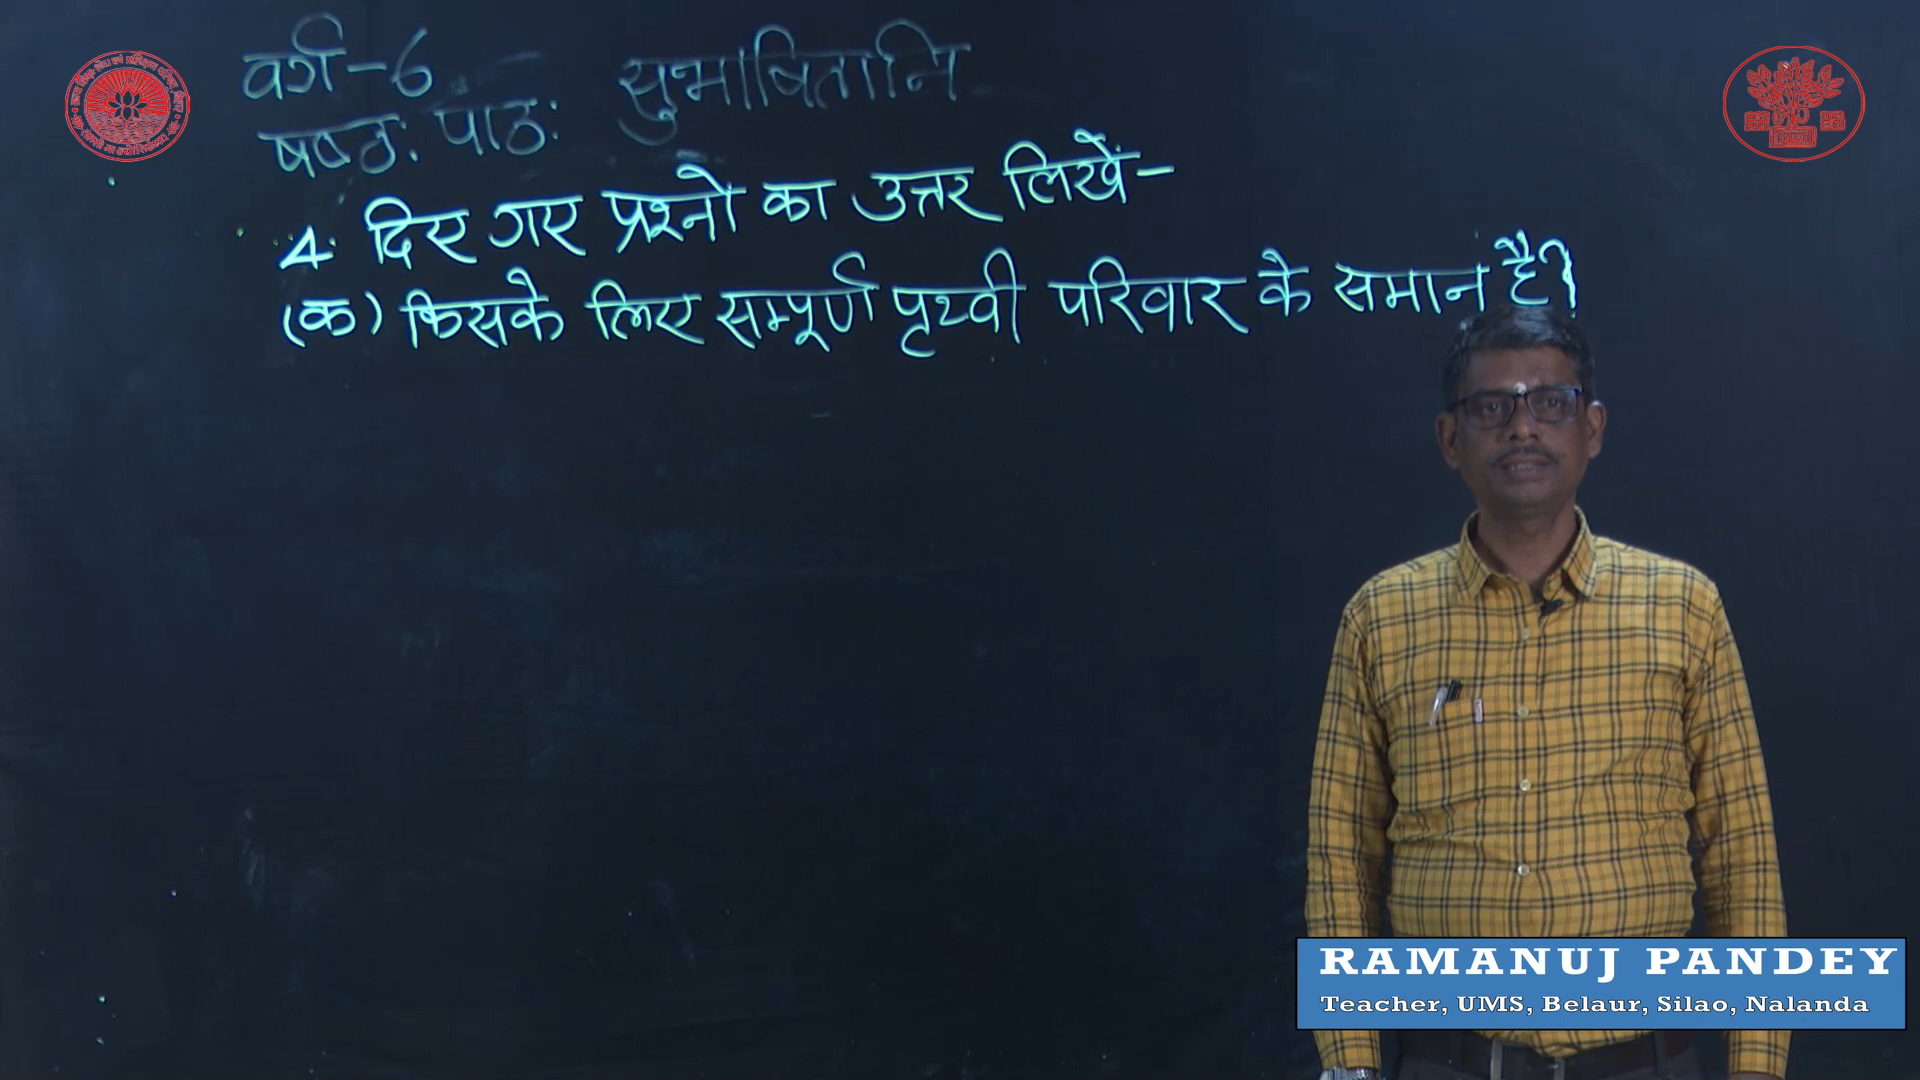 वर्ग-6
षष्ठ: पाठ: सुभाषितानि
4. दिए गए प्रश्नों का उत्तर लिखें-
(क) किसके लिए सम्पूर्ण पृथ्वी परिवार के समान है?
RAMANUJ PANDEY
Teacher, UMS, Belaur, Silao, Nalanda